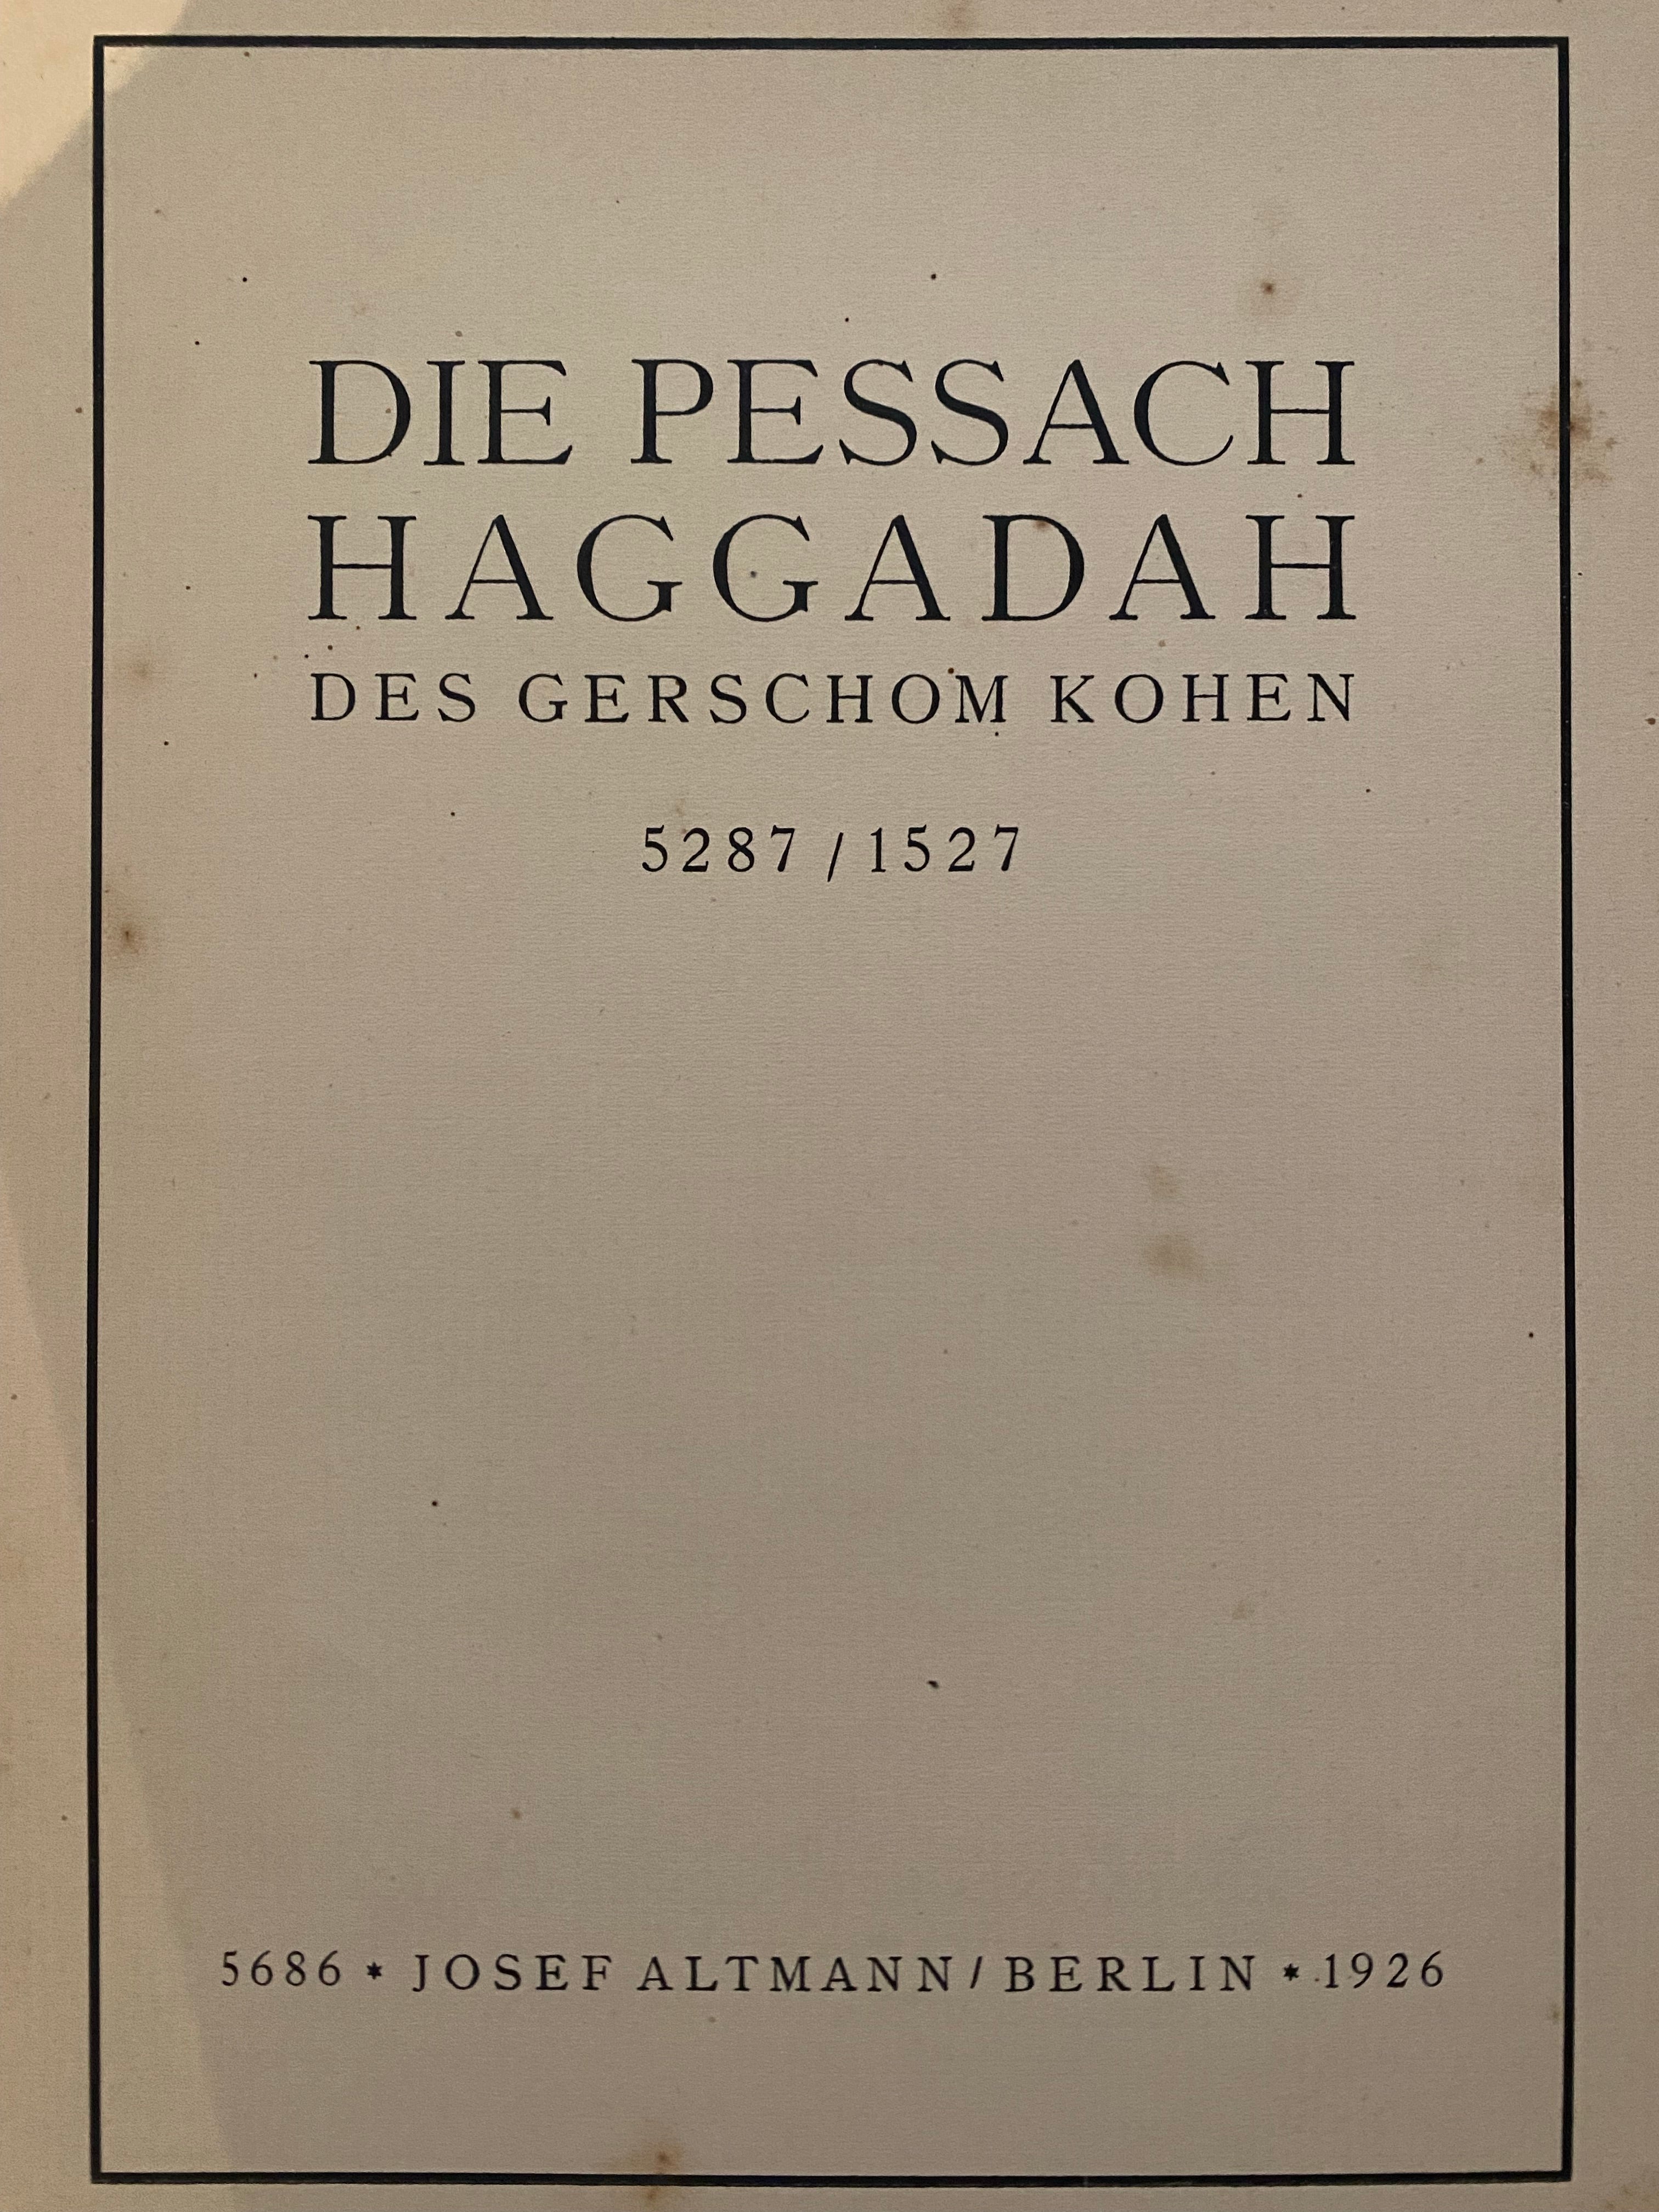 DIE PESSACH
HAGGADAH
DES GERSCHOM KOHEN
5287 / 1527
5686 * JOSEF ALTMANN / BERLIN * 1926